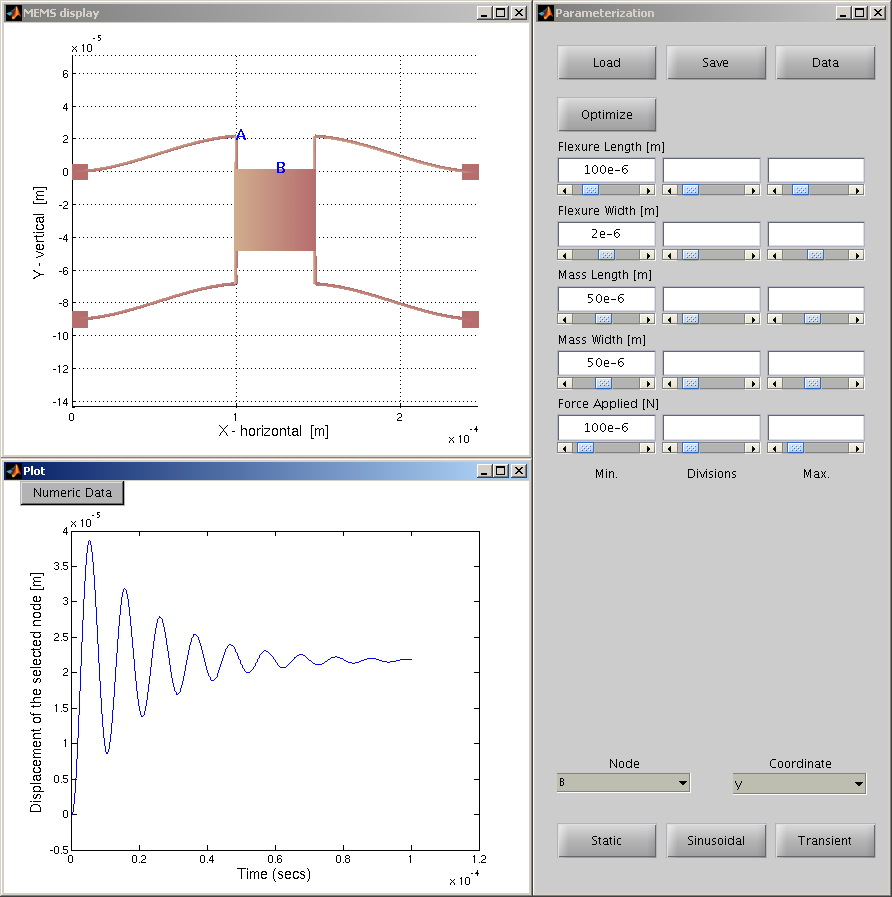 MEMS display
x 10⁻⁵
6
4
2
0
-2
-4
-6
-8
-10
-12
-14
Y - vertical [m]
A
B
0
1
2
X - horizontal [m]
x 10⁻⁴
Plot
Numeric Data
x 10⁻⁵
4
3.5
3
2.5
2
1.5
1
0.5
0
-0.5
Displacement of the selected node [m]
0
0.2
0.4
0.6
0.8
1
1.2
Time (secs)
x 10⁻⁴
Parameterization
Load Save Data
Optimize
Flexure Length [m]
100e-6
Flexure Width [m]
2e-6
Mass Length [m]
50e-6
Mass Width [m]
50e-6
Force Applied [N]
100e-6
Min. Divisions Max.
Node Coordinate
B y
Static Sinusoidal Transient